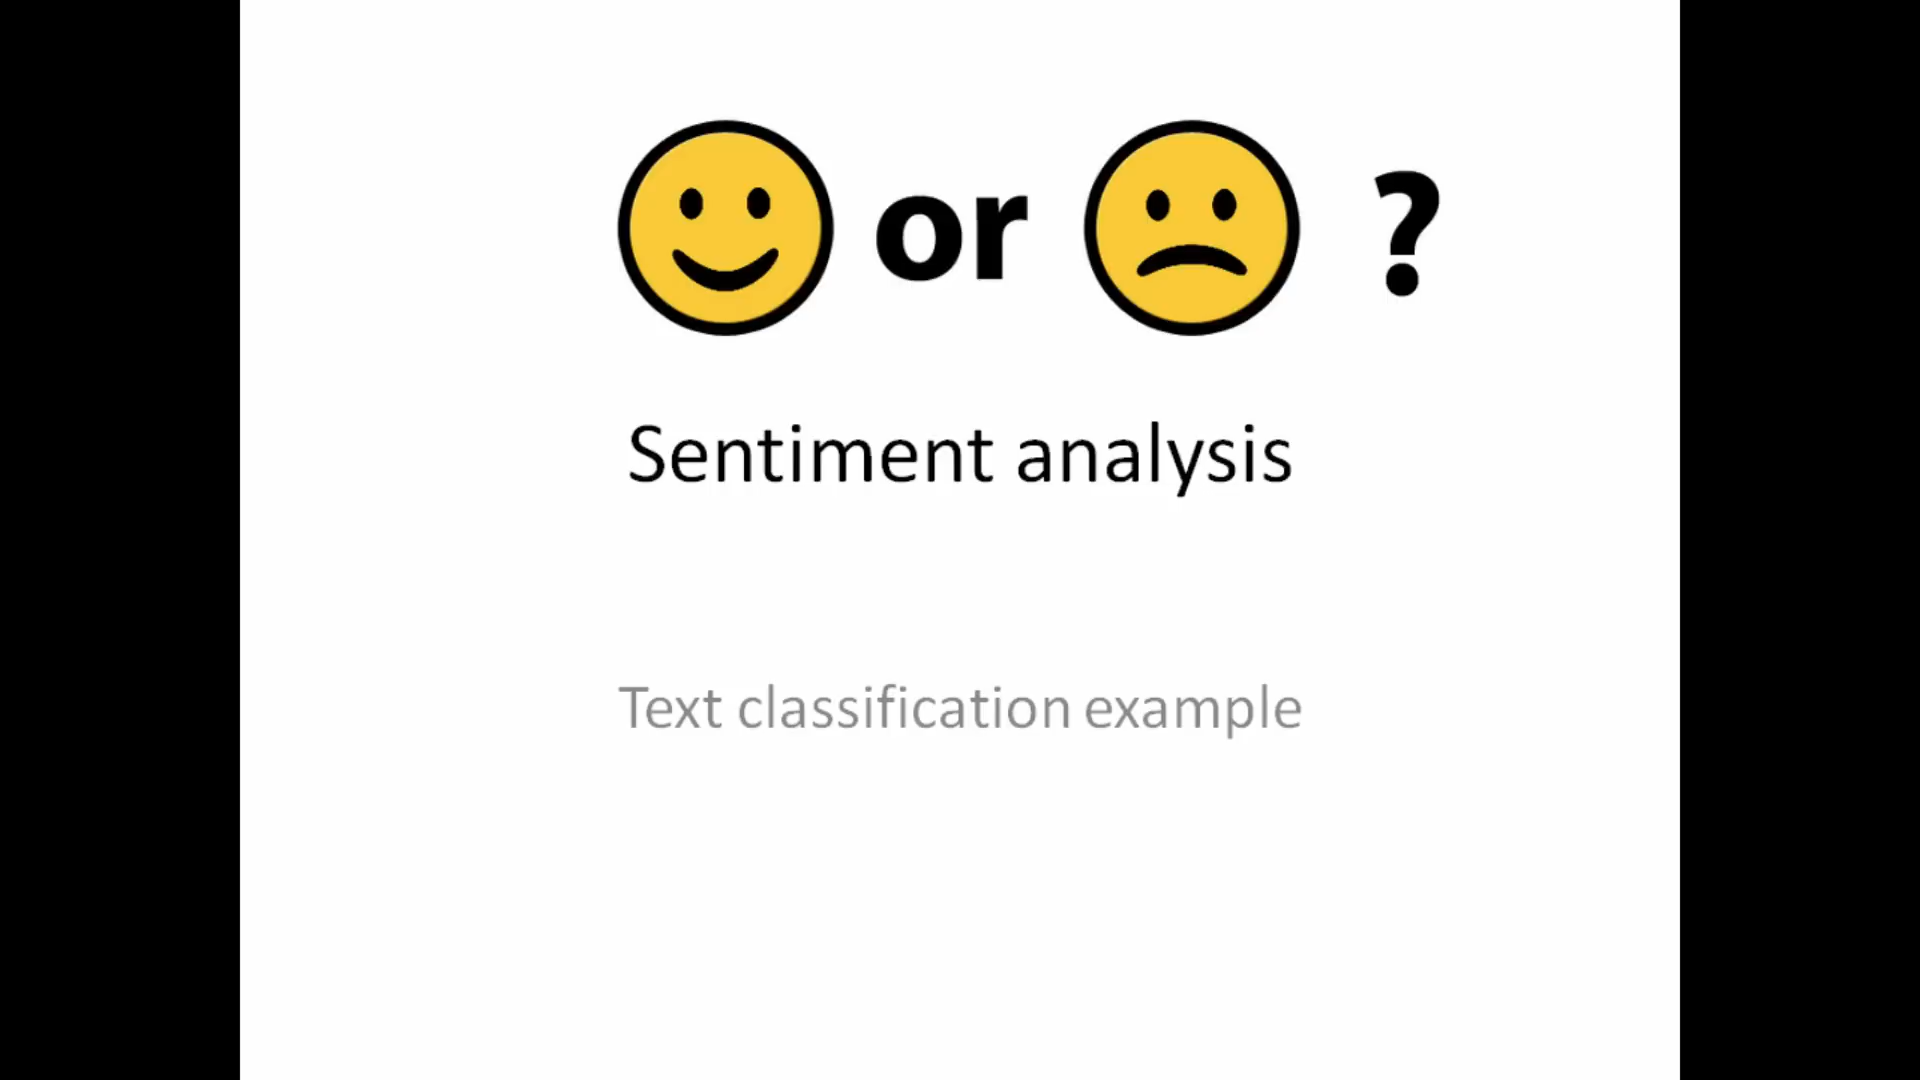 or ?
Sentiment analysis
Text classification example